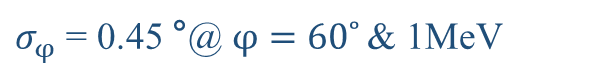 σφ = 0.45 °@ φ = 60° & 1MeV